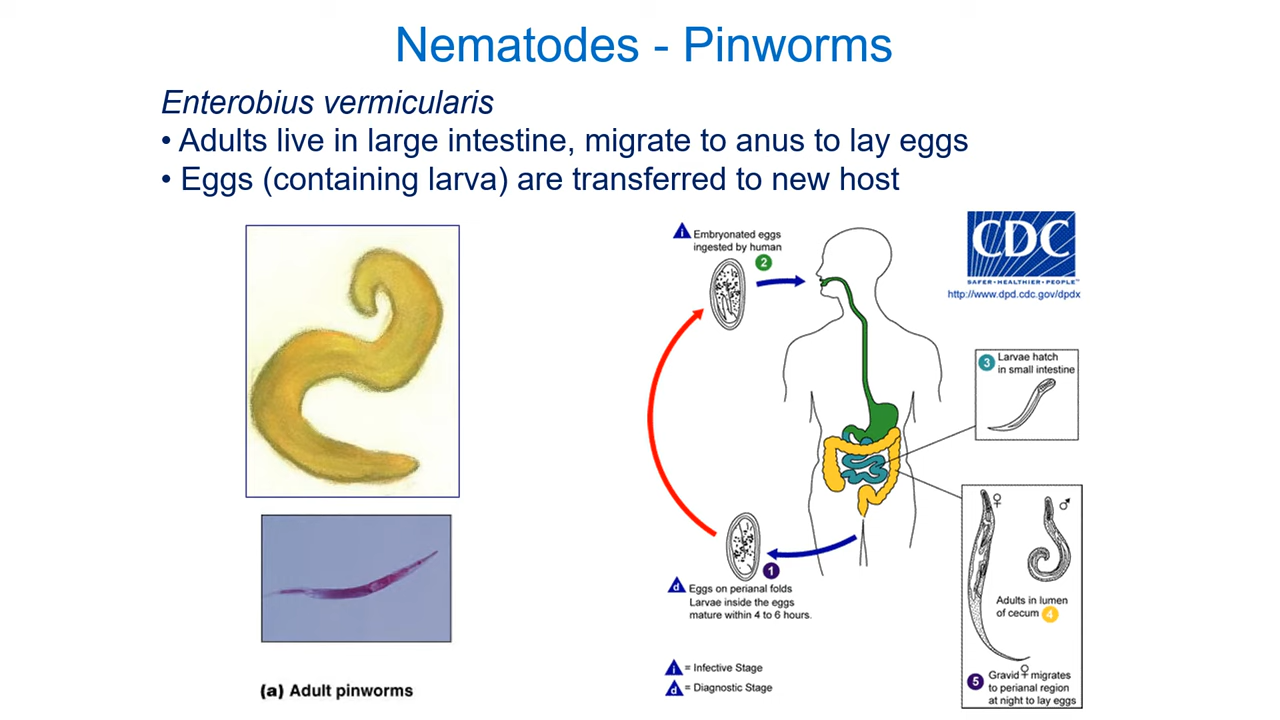 Nematodes - Pinworms
Enterobius vermicularis
• Adults live in large intestine, migrate to anus to lay eggs
• Eggs (containing larva) are transferred to new host
(a) Adult pinworms
i Embryonated eggs
ingested by human
2
CDC
SAFER•HEALTHIER•PEOPLE™
http://www.dpd.cdc.gov/dpdx
3 Larvae hatch
in small intestine
1
d Eggs on perianal folds
Larvae inside the eggs
mature within 4 to 6 hours.
♀ ♂
Adults in lumen
of cecum 4
5 Gravid ♀ migrates
to perianal region
at night to lay eggs
i = Infective Stage
d = Diagnostic Stage